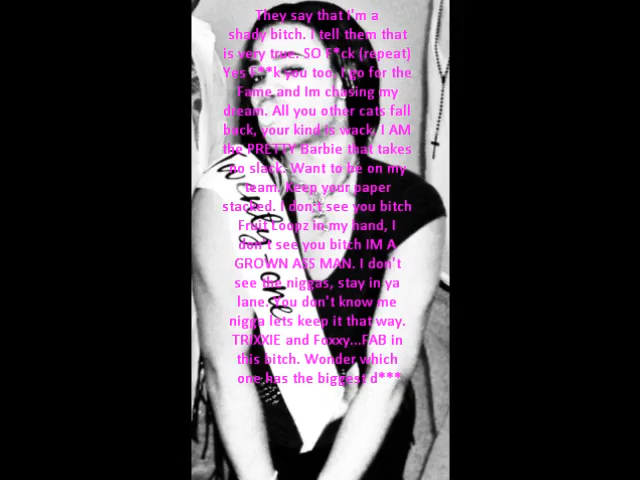 They say that I'm a
shady bitch. I tell them that
is very true. SO F*ck (repeat)
Yes F**k you too. I go for the
Fame and Im chasing my
dream. All you other cats fall
back, your kind is wack. I AM
the PRETTY Barbie that takes
no slack. Want to be on my
team. Keep your paper
stacked. I don't see you bitch
Fruit Loopz in my hand, I
don't see you bitch IM A
GROWN ASS MAN. I don't
see the niggas, stay in ya
lane. You don't know me
nigga lets keep it that way.
TRIXXIE and Foxxy...FAB in
this bitch. Wonder which
one has the biggest d***
Twenty-one